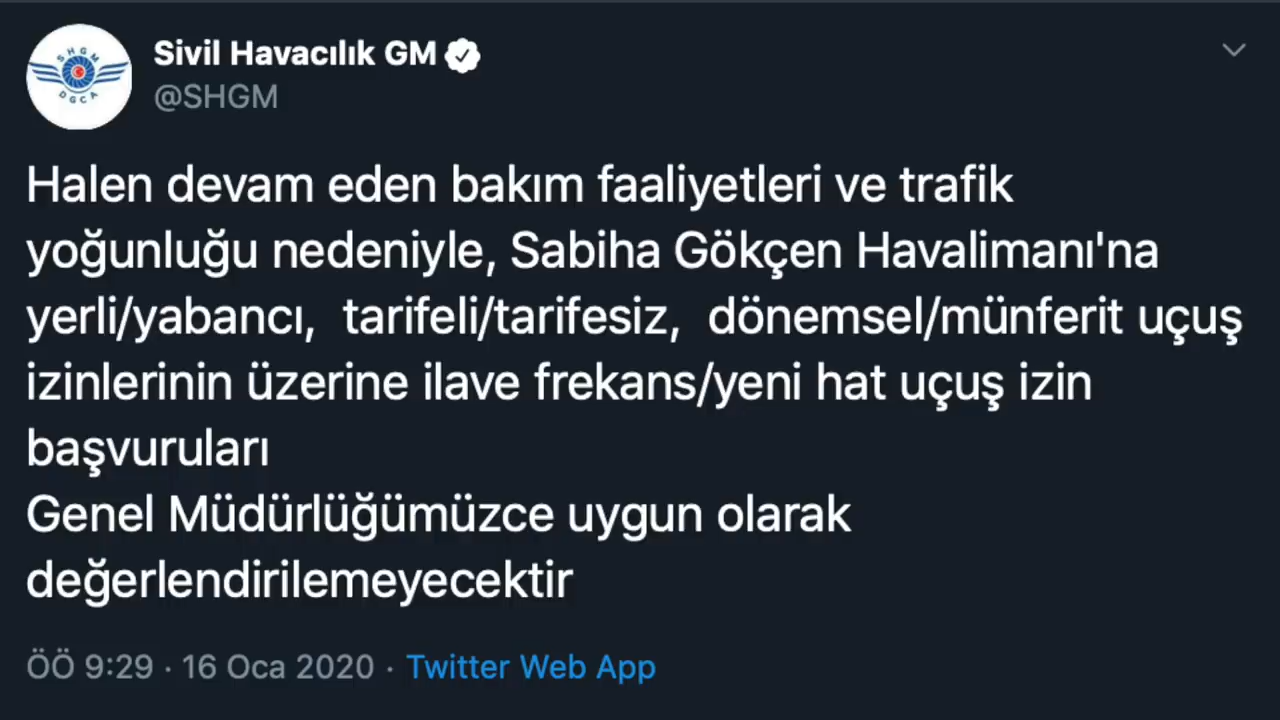 SHGM
DGCA
Sivil Havacılık GM
@SHGM
Halen devam eden bakım faaliyetleri ve trafik
yoğunluğu nedeniyle, Sabiha Gökçen Havalimanı'na
yerli/yabancı,  tarifeli/tarifesiz,  dönemsel/münferit uçuş
izinlerinin üzerine ilave frekans/yeni hat uçuş izin
başvuruları
Genel Müdürlüğümüzce uygun olarak
değerlendirilemeyecektir
ÖÖ 9:29 · 16 Oca 2020 · Twitter Web App